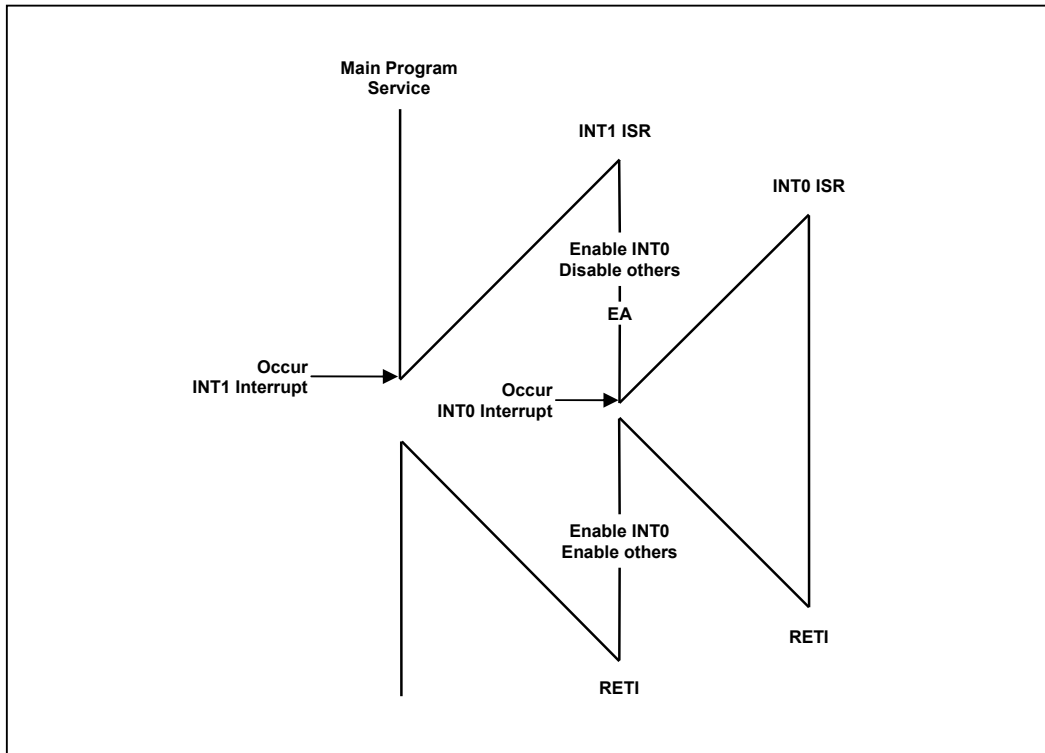 Main Program
Service
INT1 ISR
INT0 ISR
Enable INT0
Disable others
EA
Occur
INT1 Interrupt
Occur
INT0 Interrupt
Enable INT0
Enable others
RETI
RETI